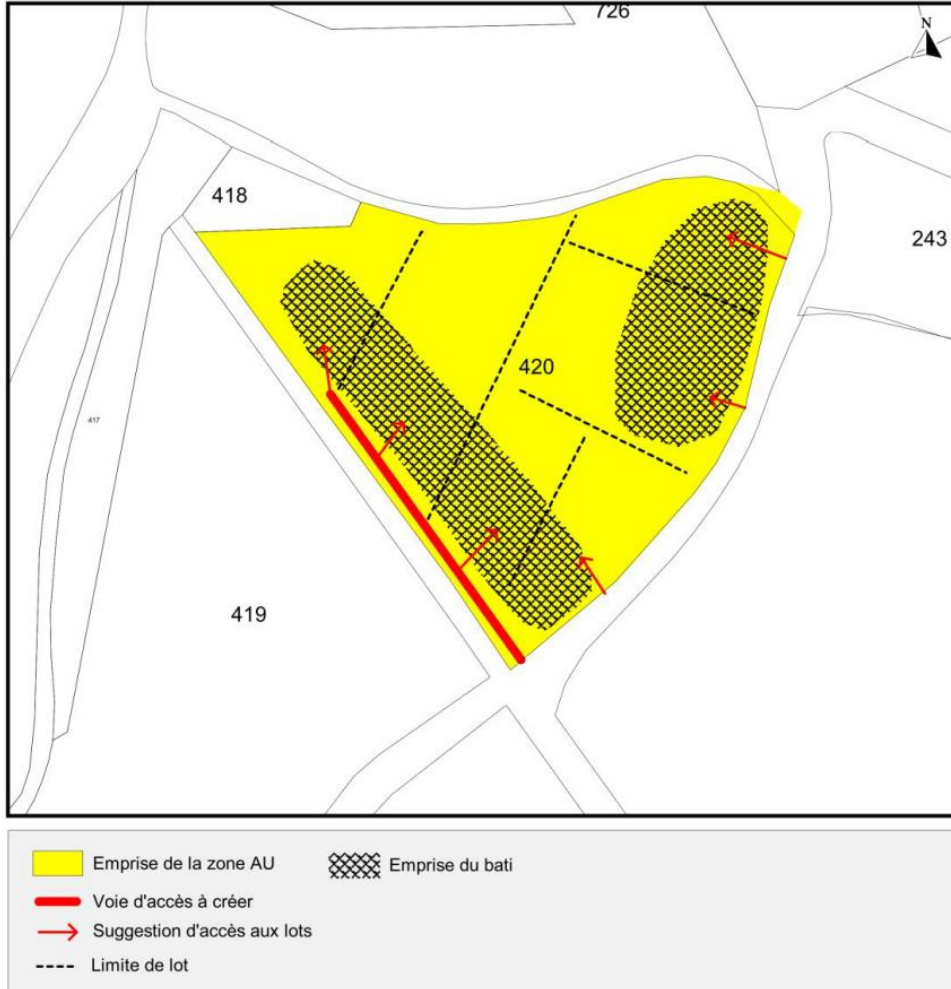 726
N
418
243
420
417
419
Emprise de la zone AU
Emprise du bati
Voie d'accès à créer
Suggestion d'accès aux lots
Limite de lot